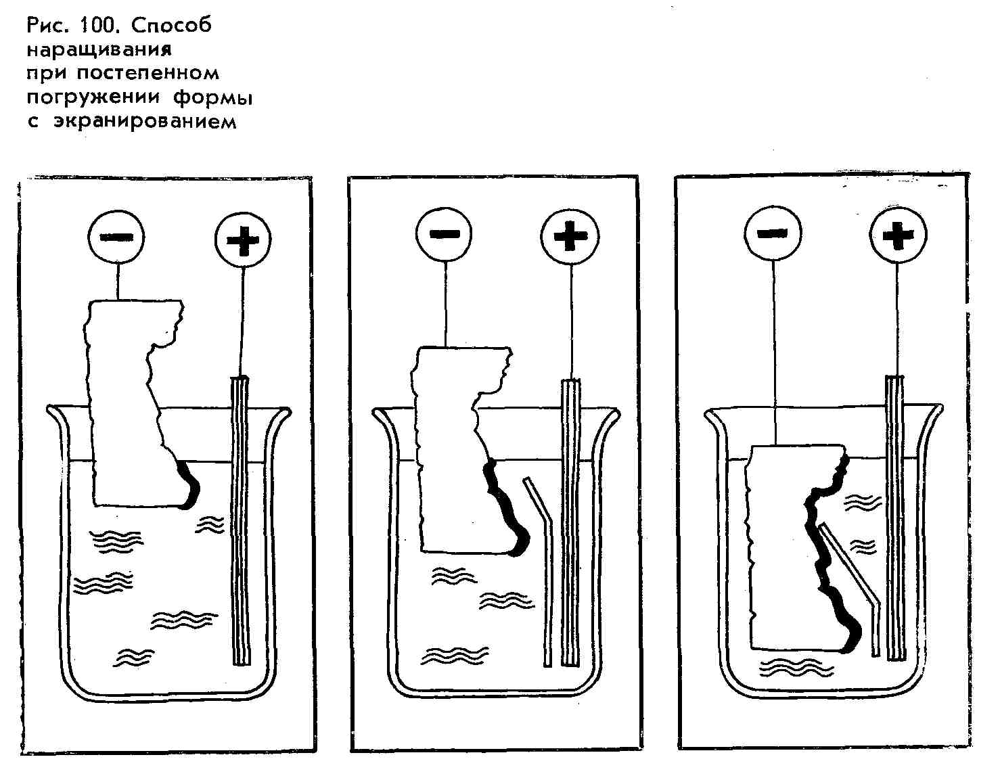 Рис. 100. Способ
наращивания
при постепенном
погружении формы
с экранированием
− +
− +
− +